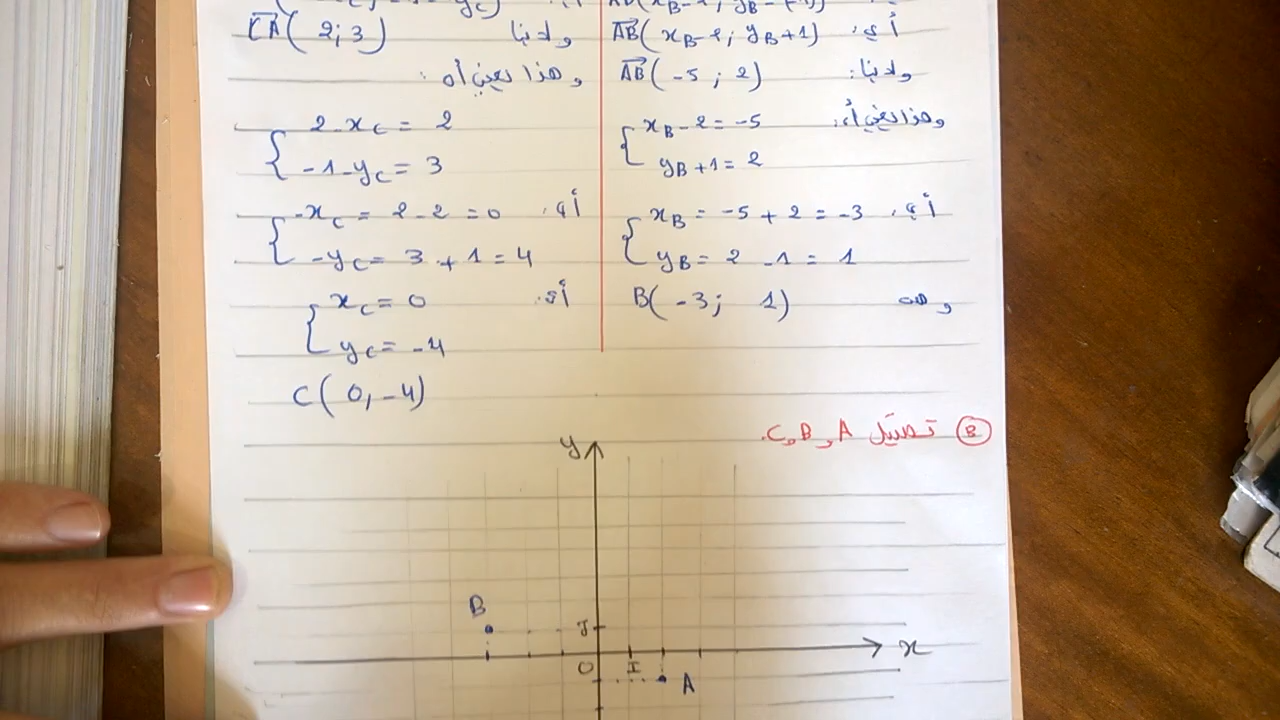 أي: AB(x_B-2; y_B+1)
ولدينا: AB(-5; 2)
وهذا يعني أن:
{ x_B-2=-5
y_B+1=2
أي: { x_B=-5+2=-3
y_B=2-1=1
ومنه B(-3; 1)
ولدينا CA(2;3)
وهذا يعني أن:
{ 2-x_C=2
-1-y_C=3
أي: { -x_C=2-2=0
-y_C=3+1=4
أي: { x_C=0
y_C=-4
C(0,-4)
③ تمثيل A و B و C.
y
B
J
x
O I
A